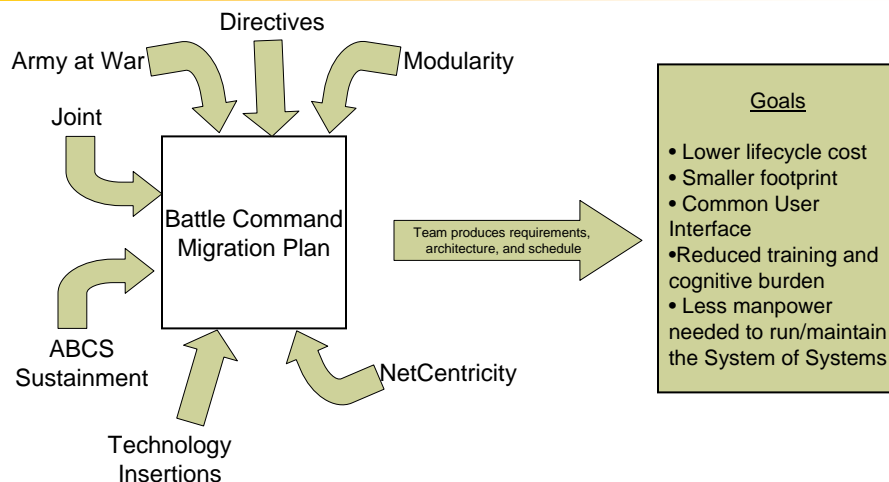 Directives
Army at War
Modularity
Joint
Battle Command
Migration Plan
ABCS
Sustainment
Technology
Insertions
NetCentricity
Team produces requirements,
architecture, and schedule
Goals
• Lower lifecycle cost
• Smaller footprint
• Common User
Interface
•Reduced training and
cognitive burden
• Less manpower
needed to run/maintain
the System of Systems